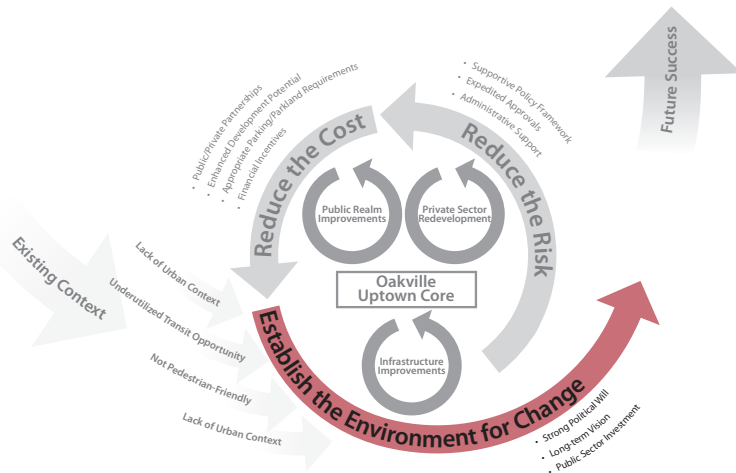 Future Success
• Supportive Policy Framework
• Expedited Approvals
• Administrative Support
• Public/Private Partnerships
• Enhanced Development Potential
• Appropriate Parking/Parkland Requirements
• Financial Incentives
Reduce the Cost
Reduce the Risk
Public Realm
Improvements
Private Sector
Redevelopment
Oakville
Uptown Core
Infrastructure
Improvements
Existing Context
Lack of Urban Context
Underutilized Transit Opportunity
Not Pedestrian-Friendly
Lack of Urban Context
Establish the Environment for Change
• Strong Political Will
• Long-term Vision
• Public Sector Investment